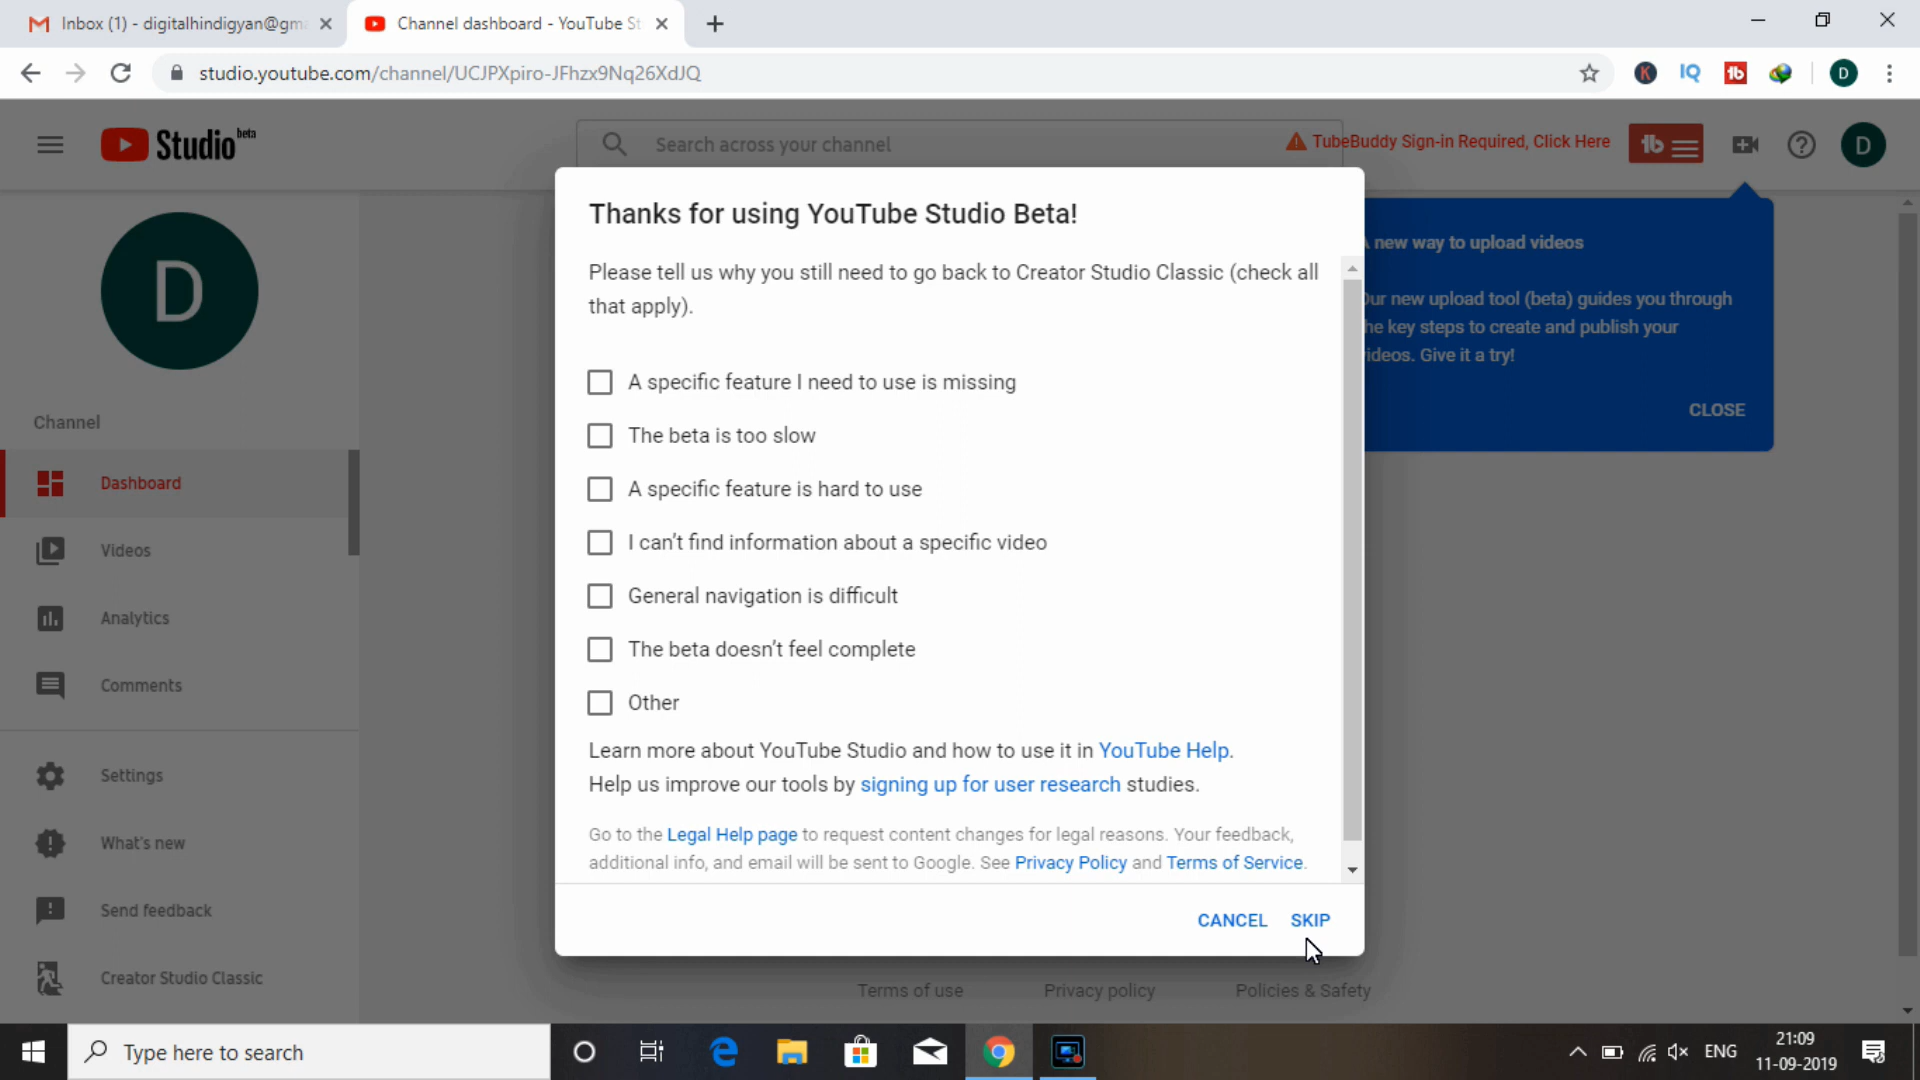 Inbox (1) - digitalhindigyan@gm
Channel dashboard - YouTube St
studio.youtube.com/channel/UCJPXpiro-JFhzx9Nq26XdJQ
K
IQ
tb
D
Studio beta
Search across your channel
TubeBuddy Sign-in Required, Click Here
tb
D
D
Channel
Dashboard
Videos
Analytics
Comments
Settings
What's new
Send feedback
Creator Studio Classic
Thanks for using YouTube Studio Beta!
Please tell us why you still need to go back to Creator Studio Classic (check all
that apply).
A specific feature I need to use is missing
The beta is too slow
A specific feature is hard to use
I can't find information about a specific video
General navigation is difficult
The beta doesn't feel complete
Other
Learn more about YouTube Studio and how to use it in YouTube Help.
Help us improve our tools by signing up for user research studies.
Go to the Legal Help page to request content changes for legal reasons. Your feedback,
additional info, and email will be sent to Google. See Privacy Policy and Terms of Service.
CANCEL SKIP
new way to upload videos
new upload tool (beta) guides you through
key steps to create and publish your
Give it a try!
CLOSE
Terms of use Privacy policy Policies & Safety
Type here to search
ENG
21:09
11-09-2019